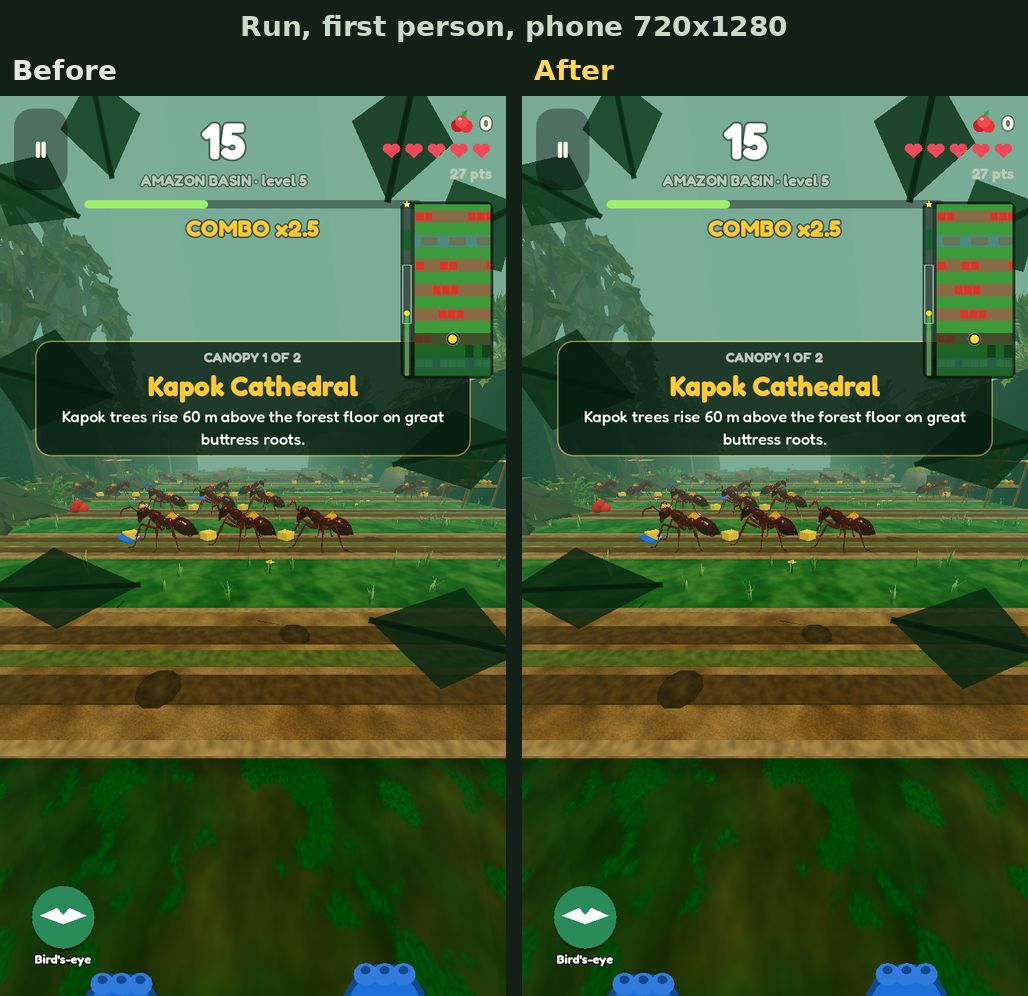 Run, first person, phone 720x1280
Before
After
15
0
AMAZON BASIN · level 5
27 pts
COMBO x2.5
CANOPY 1 OF 2
Kapok Cathedral
Kapok trees rise 60 m above the forest floor on great
buttress roots.
Bird's-eye
15
0
AMAZON BASIN · level 5
27 pts
COMBO x2.5
CANOPY 1 OF 2
Kapok Cathedral
Kapok trees rise 60 m above the forest floor on great
buttress roots.
Bird's-eye